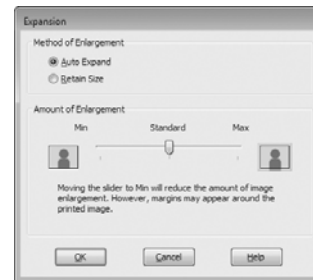 Expansion
Method of Enlargement
Auto Expand
Retain Size
Amount of Enlargement
Min Standard Max
Moving the slider to Min will reduce the amount of image
enlargement. However, margins may appear around the
printed image.
OK Cancel Help